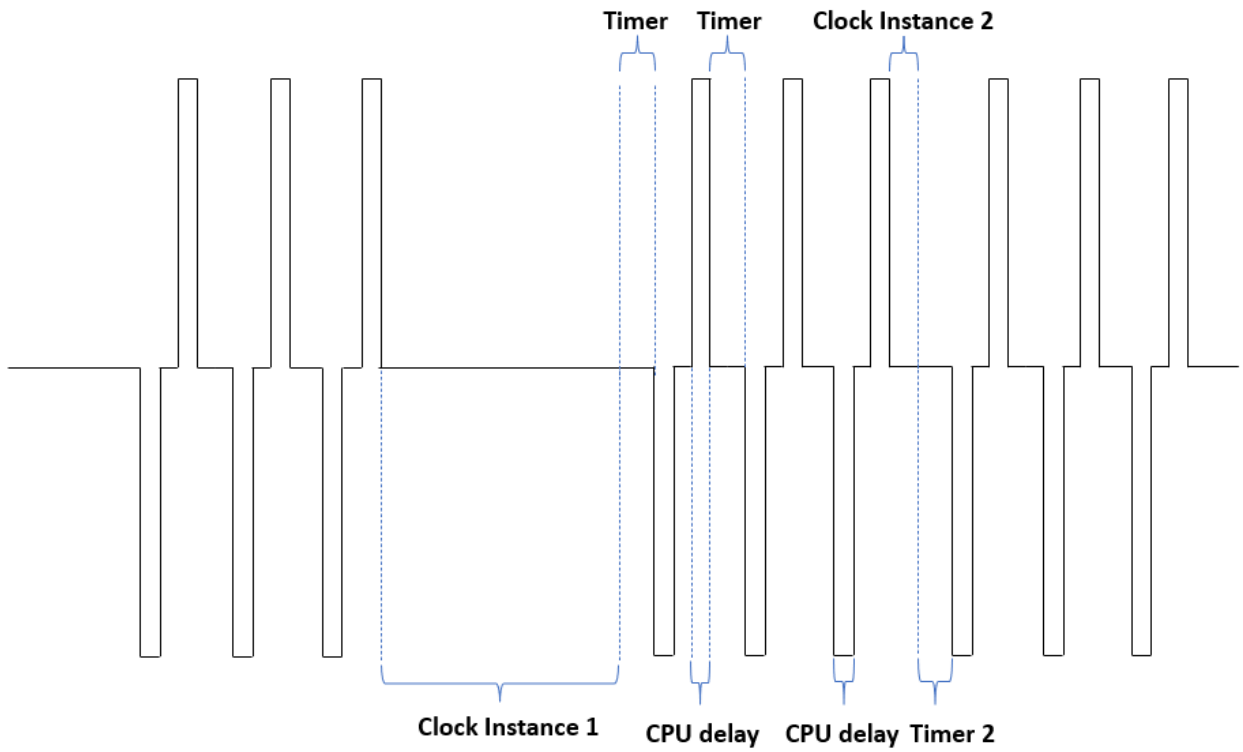 Timer
Timer
Clock Instance 2
Clock Instance 1
CPU delay
CPU delay
Timer 2